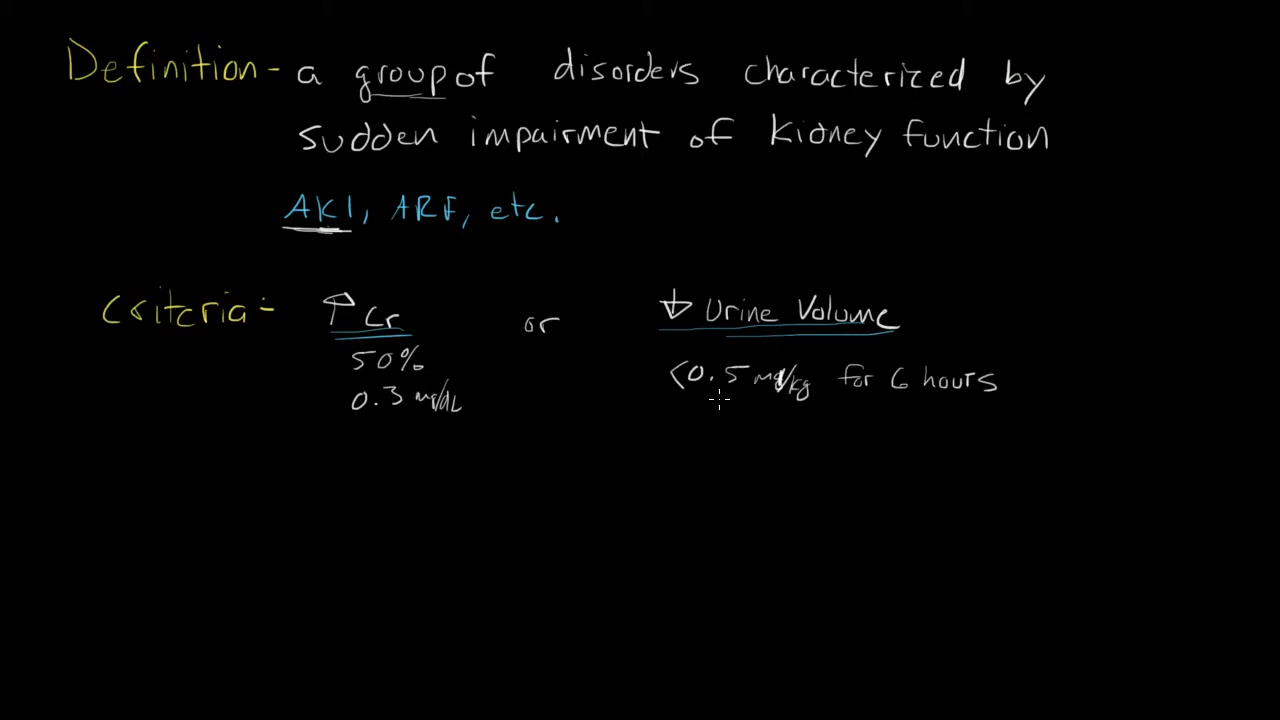 Definition - a group of disorders characterized by
sudden impairment of kidney function
AKI, ARF, etc.
Criteria - ↑ Cr or ↓ Urine Volume
50% <0.5 mg/kg for 6 hours
0.3 mg/dL